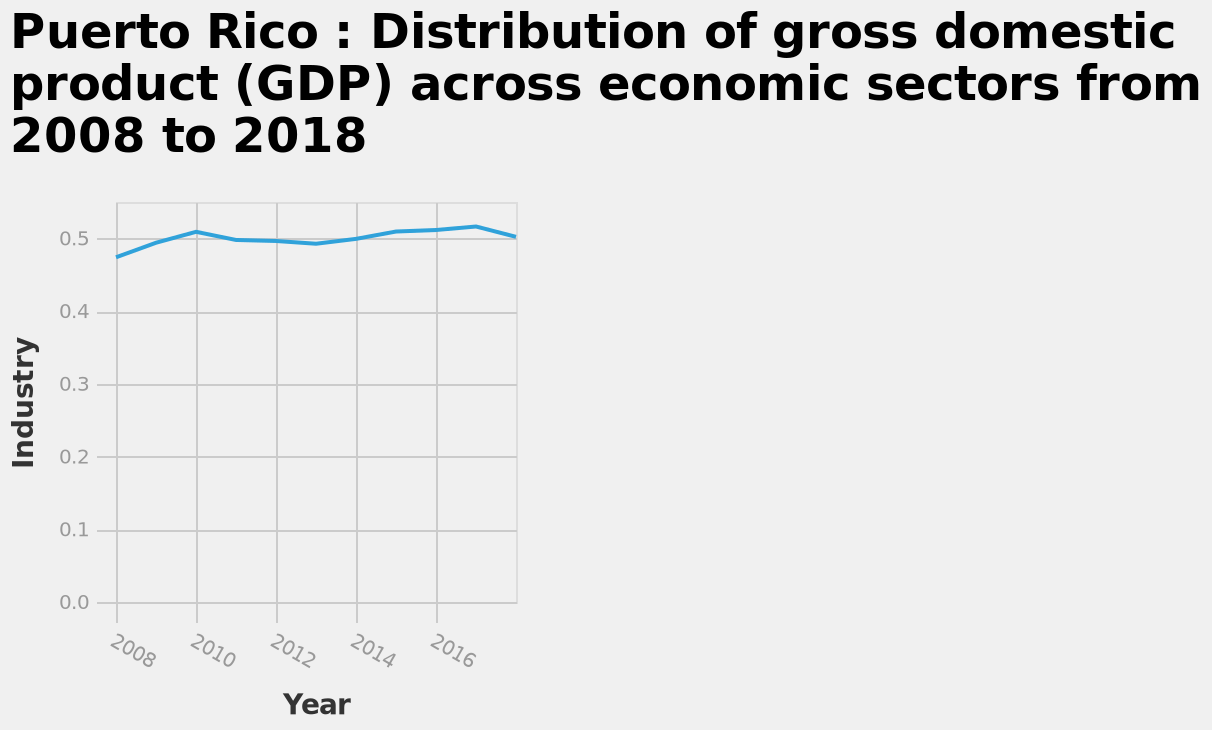 Puerto Rico : Distribution of gross domestic
product (GDP) across economic sectors from
2008 to 2018
0.5
0.4
0.3
0.2
0.1
0.0
Industry
2008 2010 2012 2014 2016
Year